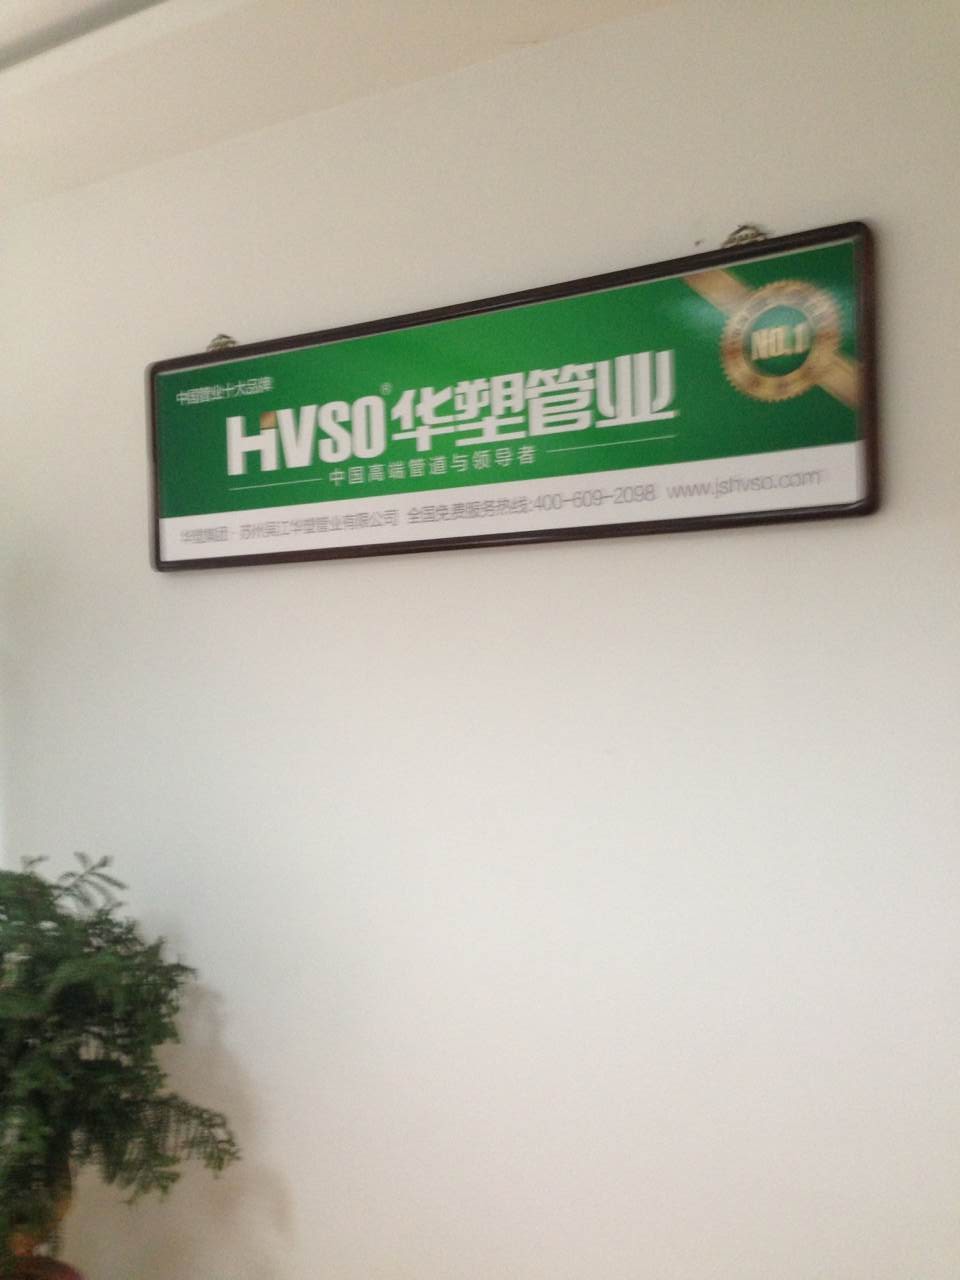 中国管业十大品牌
HiVSO® 华塑管业
中国高端管道与领导者
NO.1
华塑集团·苏州吴江华塑管业有限公司 全国免费服务热线:400-609-2098 www.jshvso.com